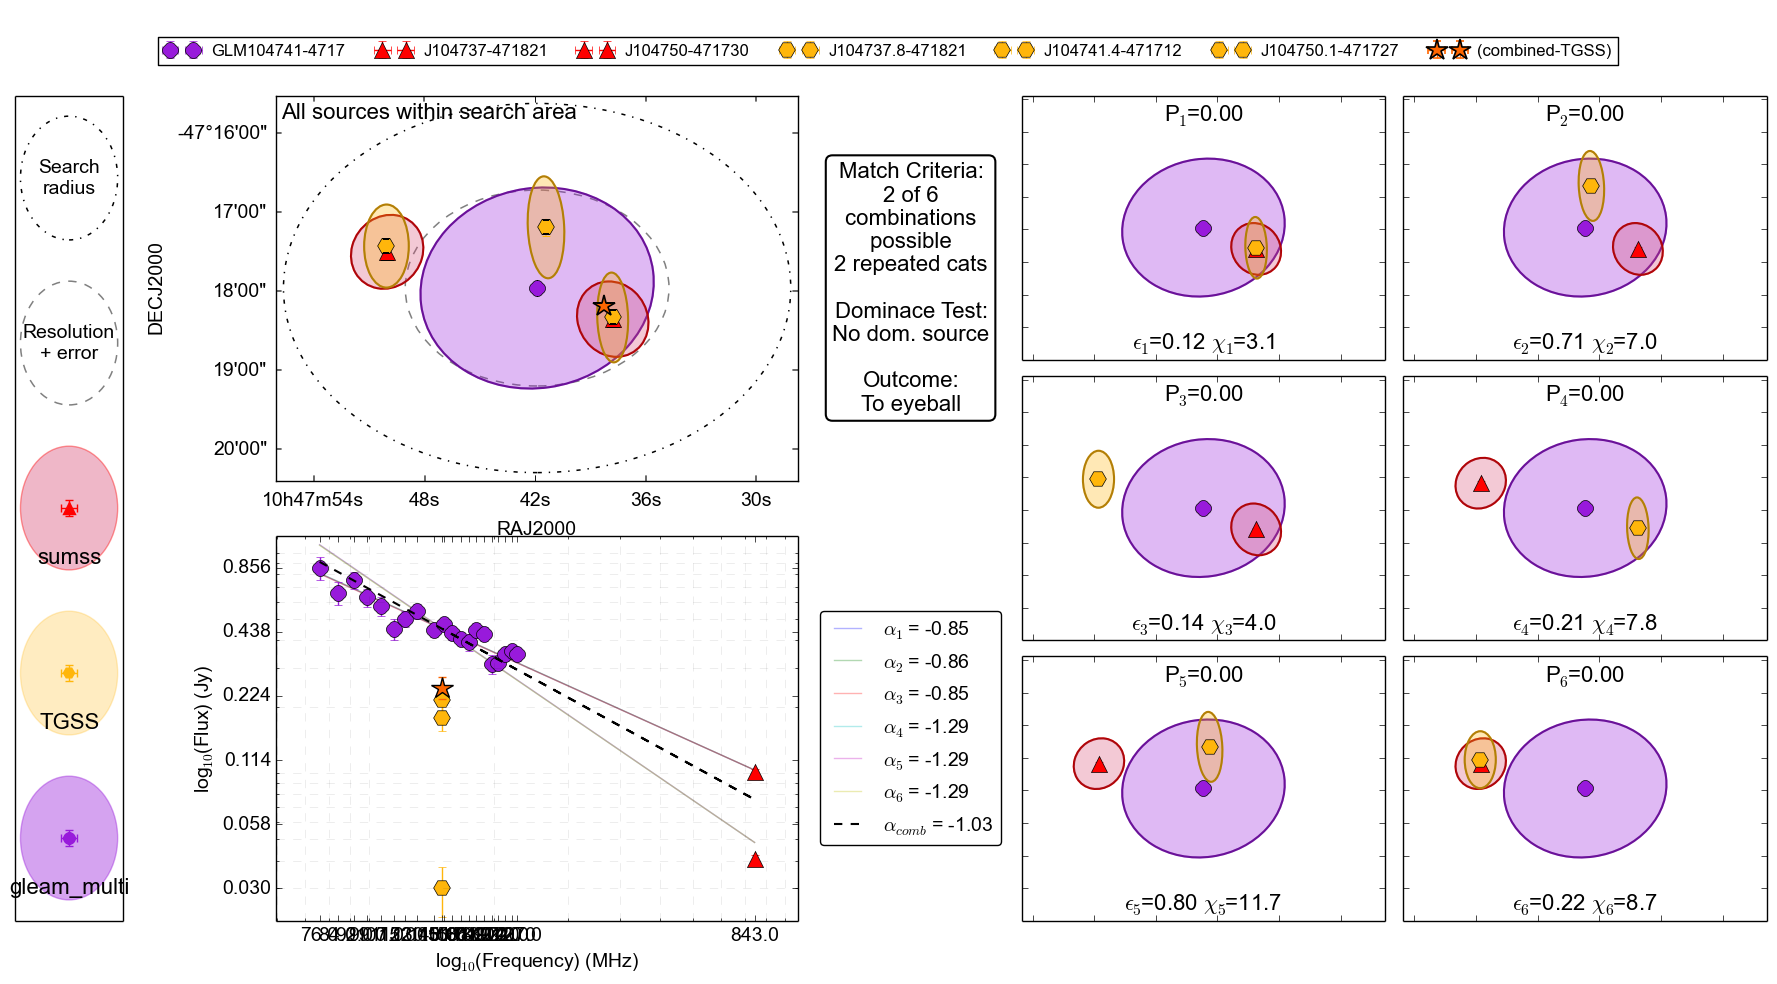 GLM104741-4717 J104737-471821 J104750-471730 J104737.8-471821 J104741.4-471712 J104750.1-471727 (combined-TGSS)
Search
radius
Resolution
+ error
sumss
TGSS
gleam_multi
All sources within search area
DECJ2000
-47°16'00"
17'00"
18'00"
19'00"
20'00"
10h47m54s 48s 42s 36s 30s
RAJ2000
log10(Flux) (Jy)
0.856
0.438
0.224
0.114
0.058
0.030
843.0
log10(Frequency) (MHz)
Match Criteria:
2 of 6
combinations
possible
2 repeated cats
Dominace Test:
No dom. source
Outcome:
To eyeball
α1 = -0.85
α2 = -0.86
α3 = -0.85
α4 = -1.29
α5 = -1.29
α6 = -1.29
αcomb = -1.03
P1=0.00
ϵ1=0.12 χ1=3.1
P2=0.00
ϵ2=0.71 χ2=7.0
P3=0.00
ϵ3=0.14 χ3=4.0
P4=0.00
ϵ4=0.21 χ4=7.8
P5=0.00
ϵ5=0.80 χ5=11.7
P6=0.00
ϵ6=0.22 χ6=8.7